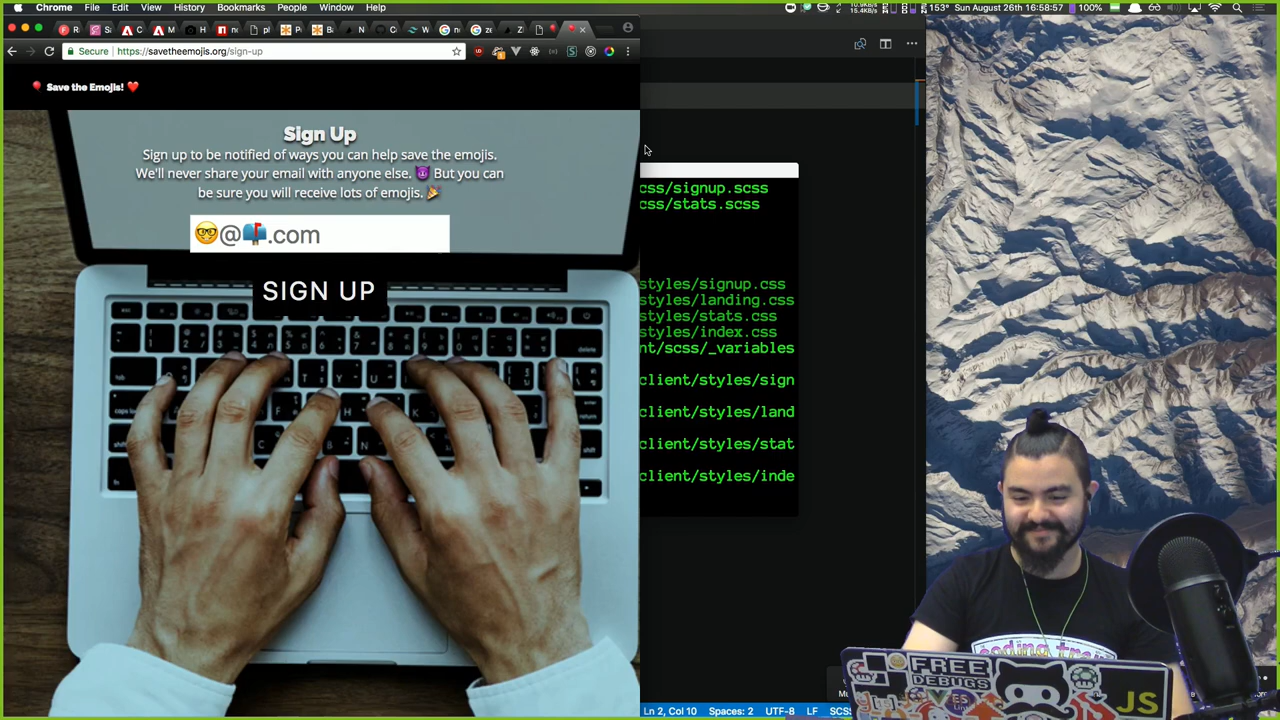 Chrome File Edit View History Bookmarks People Window Help
153° Sun August 26th 16:58:57 100%
Secure https://savetheemojis.org/sign-up
🎈 Save the Emojis! ❤️
Sign Up
Sign up to be notified of ways you can help save the emojis.
We'll never share your email with anyone else. 😈 But you can
be sure you will receive lots of emojis. 🎉
🤓@📫.com
SIGN UP
css/signup.scss
css/stats.scss
styles/signup.css
styles/landing.css
styles/stats.css
styles/index.css
nt/scss/_variables
client/styles/sign
client/styles/land
client/styles/stat
client/styles/inde
Ln 2, Col 10 Spaces: 2 UTF-8 LF SCSS
FREE
DEBUGS
JS